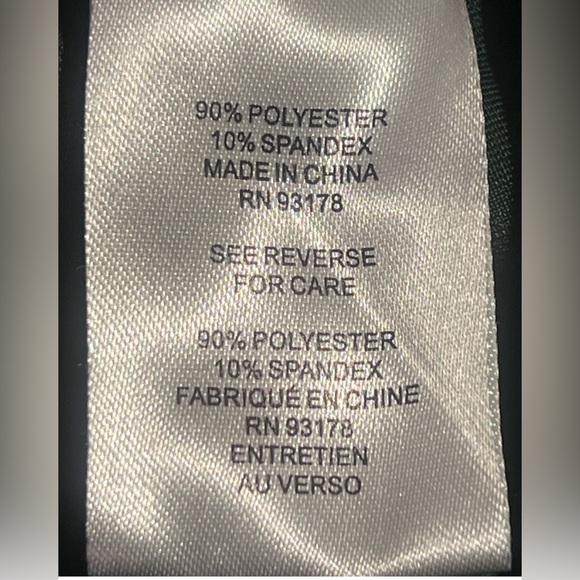 90% POLYESTER
10% SPANDEX
MADE IN CHINA
RN 93178
SEE REVERSE
FOR CARE
90% POLYESTER
10% SPANDEX
FABRIQUÉ EN CHINE
RN 93178
ENTRETIEN
AU VERSO